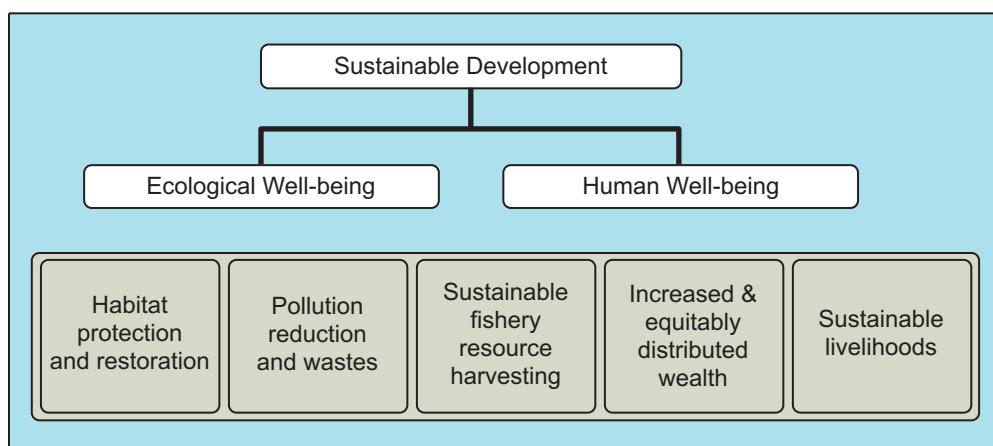 Sustainable Development
Ecological Well-being
Human Well-being
Habitat
protection
and restoration
Pollution
reduction
and wastes
Sustainable
fishery
resource
harvesting
Increased &
equitably
distributed
wealth
Sustainable
livelihoods